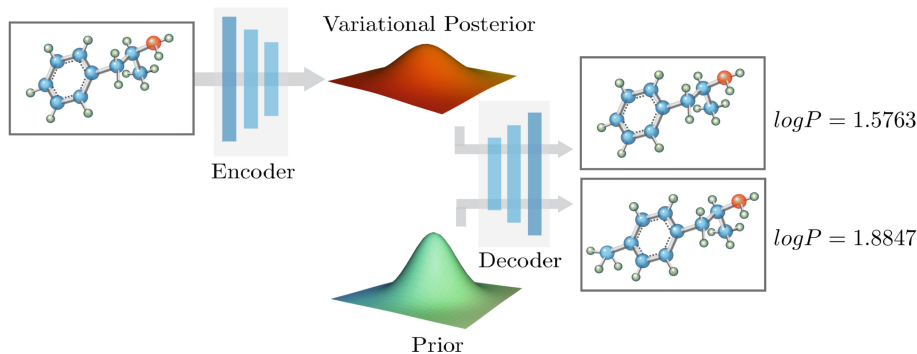 Variational Posterior
Encoder
logP = 1.5763
logP = 1.8847
Decoder
Prior